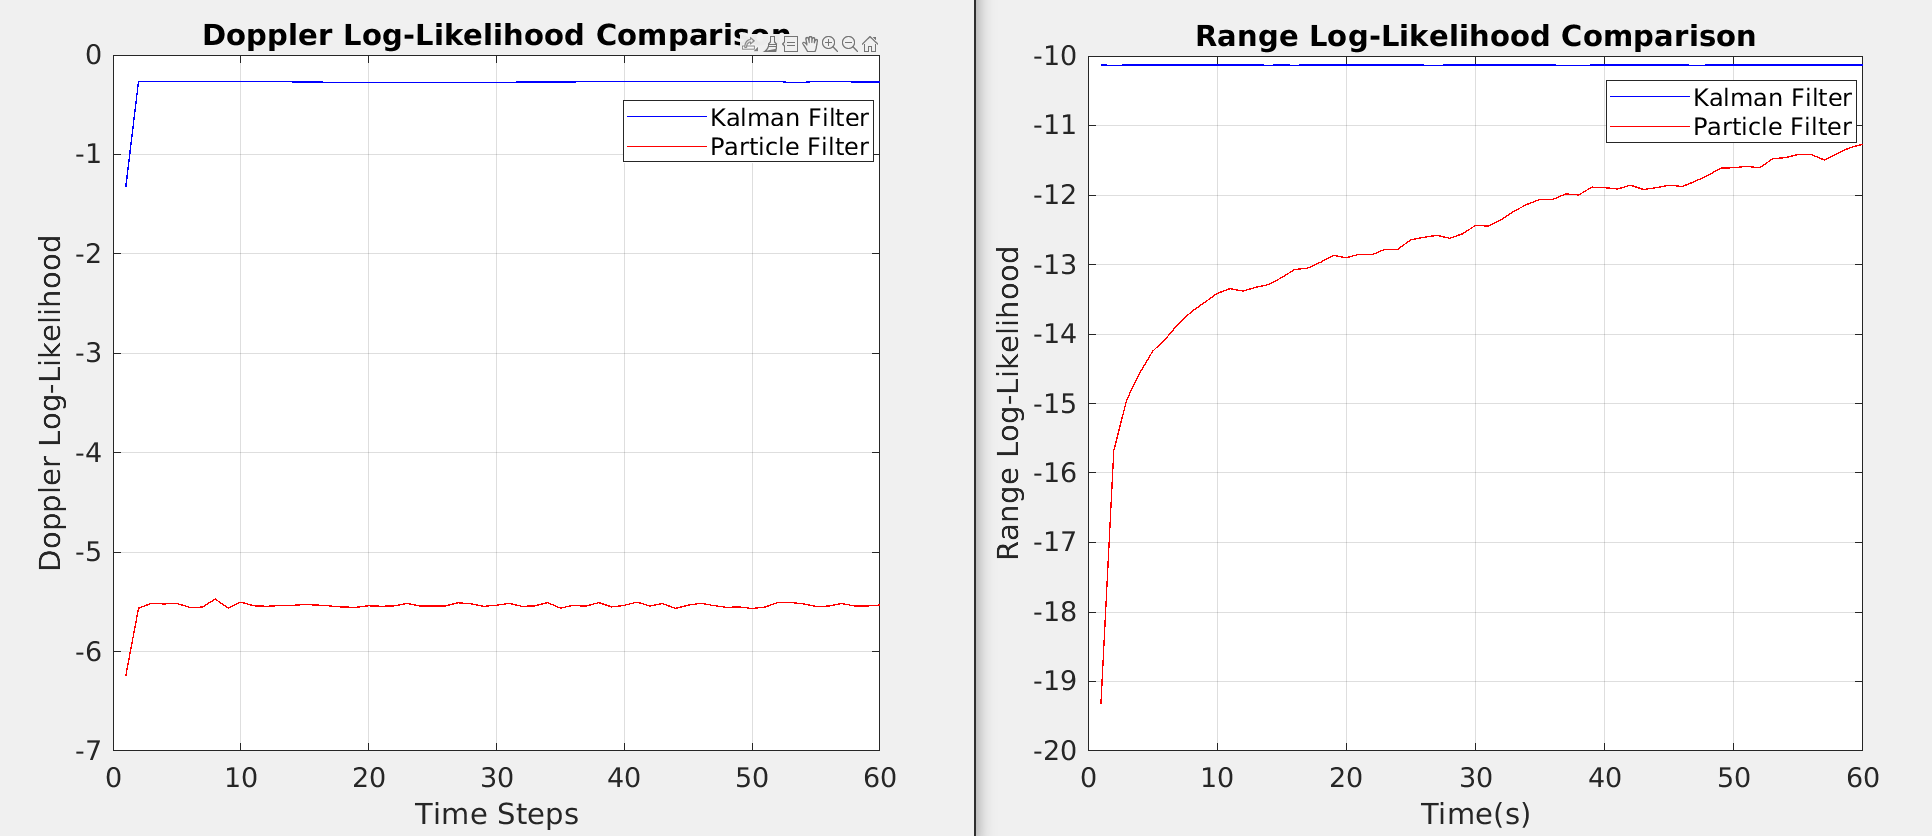 Doppler Log-Likelihood Comparison
0
-1
-2
-3
-4
-5
-6
-7
Doppler Log-Likelihood
Kalman Filter
Particle Filter
0 10 20 30 40 50 60
Time Steps
Range Log-Likelihood Comparison
-10
-11
-12
-13
-14
-15
-16
-17
-18
-19
-20
Range Log-Likelihood
Kalman Filter
Particle Filter
0 10 20 30 40 50 60
Time(s)